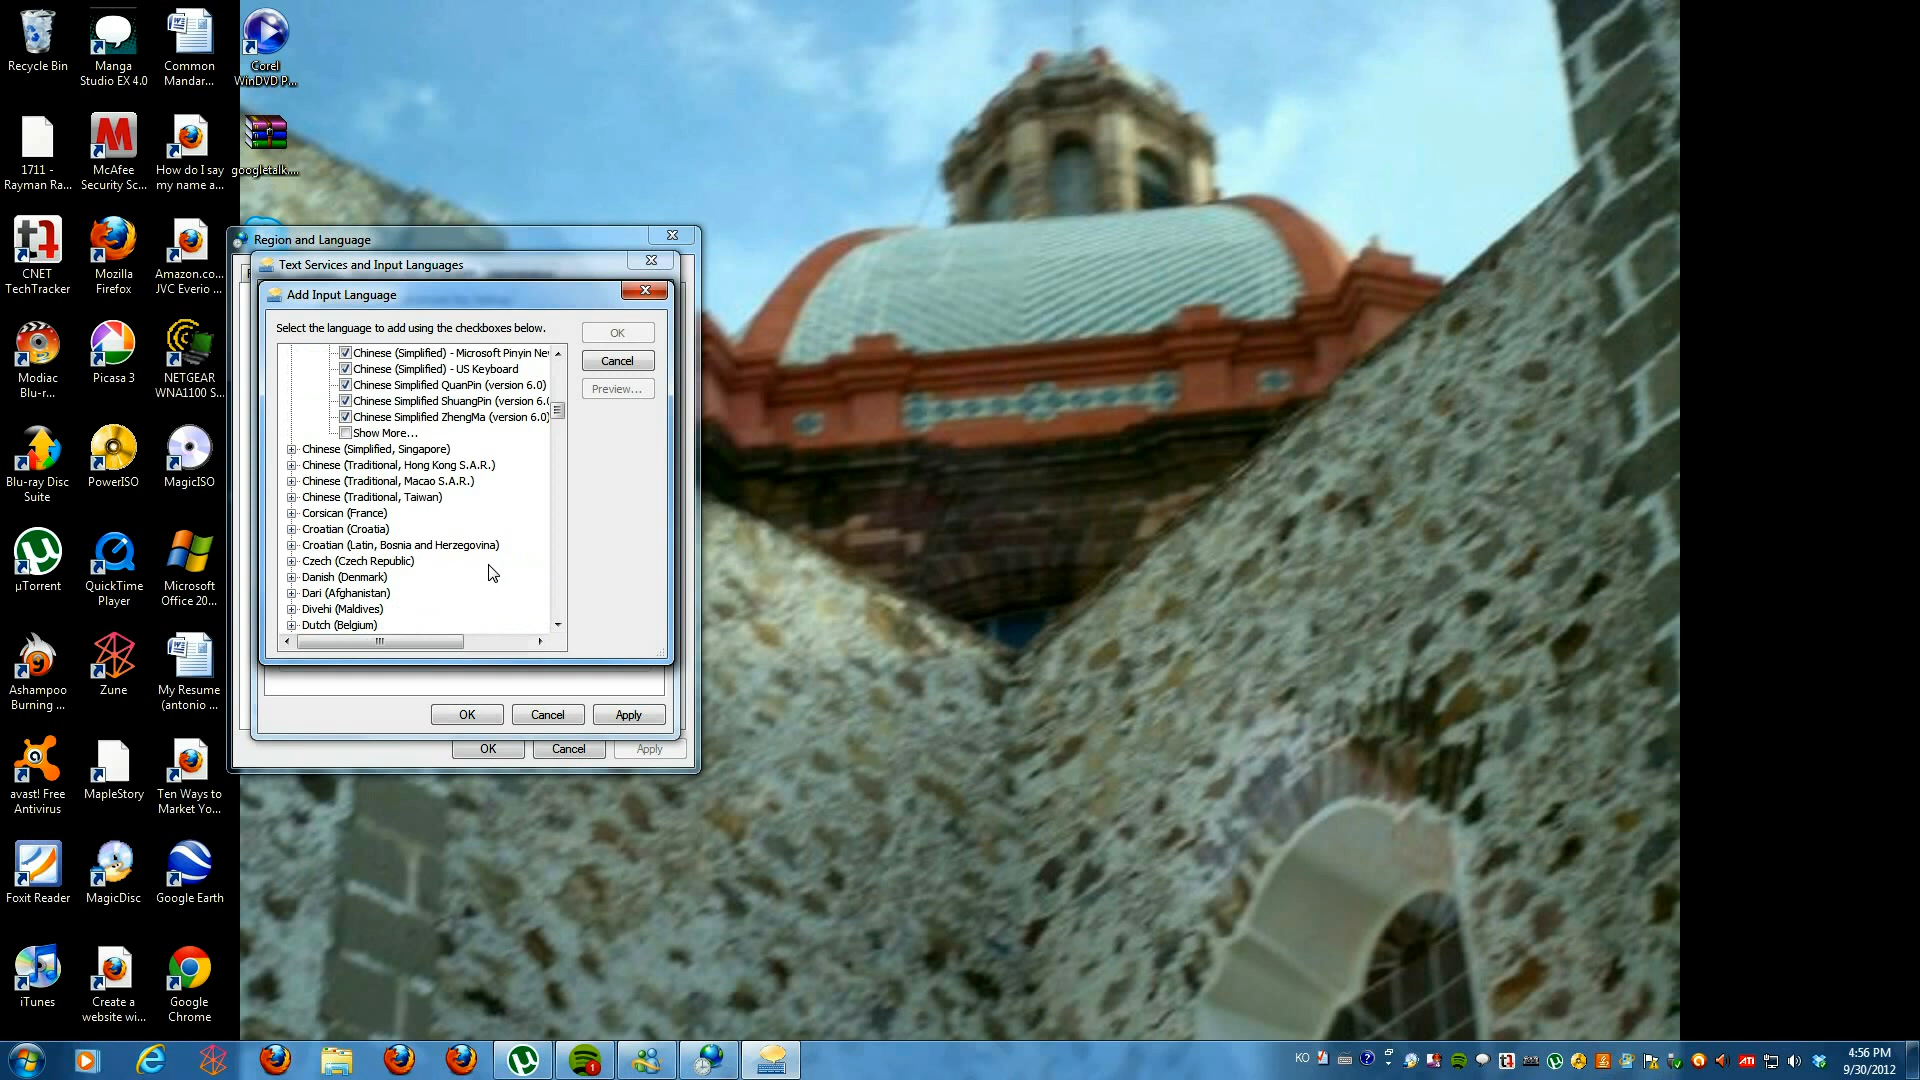 Recycle Bin
Manga
Studio EX 4.0
Common
Mandar...
Corel
WinDVD P...
1711 -
Rayman Ra...
McAfee
Security Sc...
How do I say
my name a...
googletalk....
CNET
TechTracker
Mozilla
Firefox
Amazon.co...
JVC Everio ...
Modiac
Blu-r...
Picasa 3
NETGEAR
WNA1100 S...
Blu-ray Disc
Suite
PowerISO
MagicISO
µTorrent
QuickTime
Player
Microsoft
Office 20...
Ashampoo
Burning ...
Zune
My Resume
(antonio ...
avast! Free
Antivirus
MapleStory
Ten Ways to
Market Yo...
Foxit Reader
MagicDisc
Google Earth
iTunes
Create a
website wi...
Google
Chrome
Region and Language
Text Services and Input Languages
Add Input Language
Select the language to add using the checkboxes below.
OK
Cancel
Preview...
Chinese (Simplified) - Microsoft Pinyin Ne
Chinese (Simplified) - US Keyboard
Chinese Simplified QuanPin (version 6.0)
Chinese Simplified ShuangPin (version 6.0
Chinese Simplified ZhengMa (version 6.0)
Show More...
Chinese (Simplified, Singapore)
Chinese (Traditional, Hong Kong S.A.R.)
Chinese (Traditional, Macao S.A.R.)
Chinese (Traditional, Taiwan)
Corsican (France)
Croatian (Croatia)
Croatian (Latin, Bosnia and Herzegovina)
Czech (Czech Republic)
Danish (Denmark)
Dari (Afghanistan)
Divehi (Maldives)
Dutch (Belgium)
OK Cancel Apply
OK Cancel Apply
KO
4:56 PM
9/30/2012